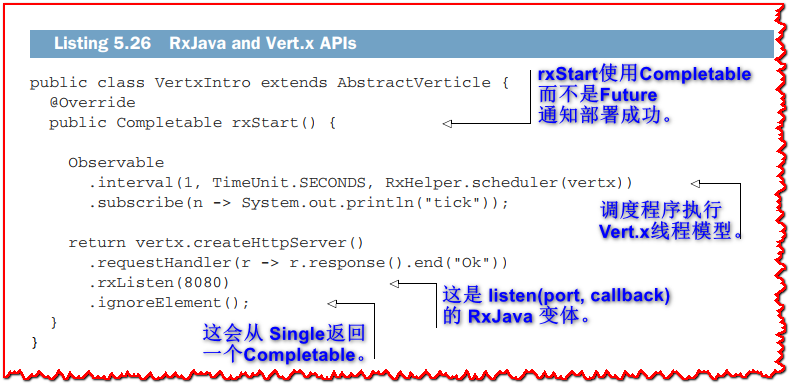 Listing 5.26 RxJava and Vert.x APIs
public class VertxIntro extends AbstractVerticle {
@Override
public Completable rxStart() {
rxStart使用Completable
而不是Future
通知部署成功。
Observable
.interval(1, TimeUnit.SECONDS, RxHelper.scheduler(vertx))
.subscribe(n -> System.out.println("tick"));
调度程序执行
Vert.x线程模型。
return vertx.createHttpServer()
.requestHandler(r -> r.response().end("Ok"))
.rxListen(8080)
.ignoreElement();
这是 listen(port, callback)
的 RxJava 变体。
这会从 Single返回
一个Completable。
}
}